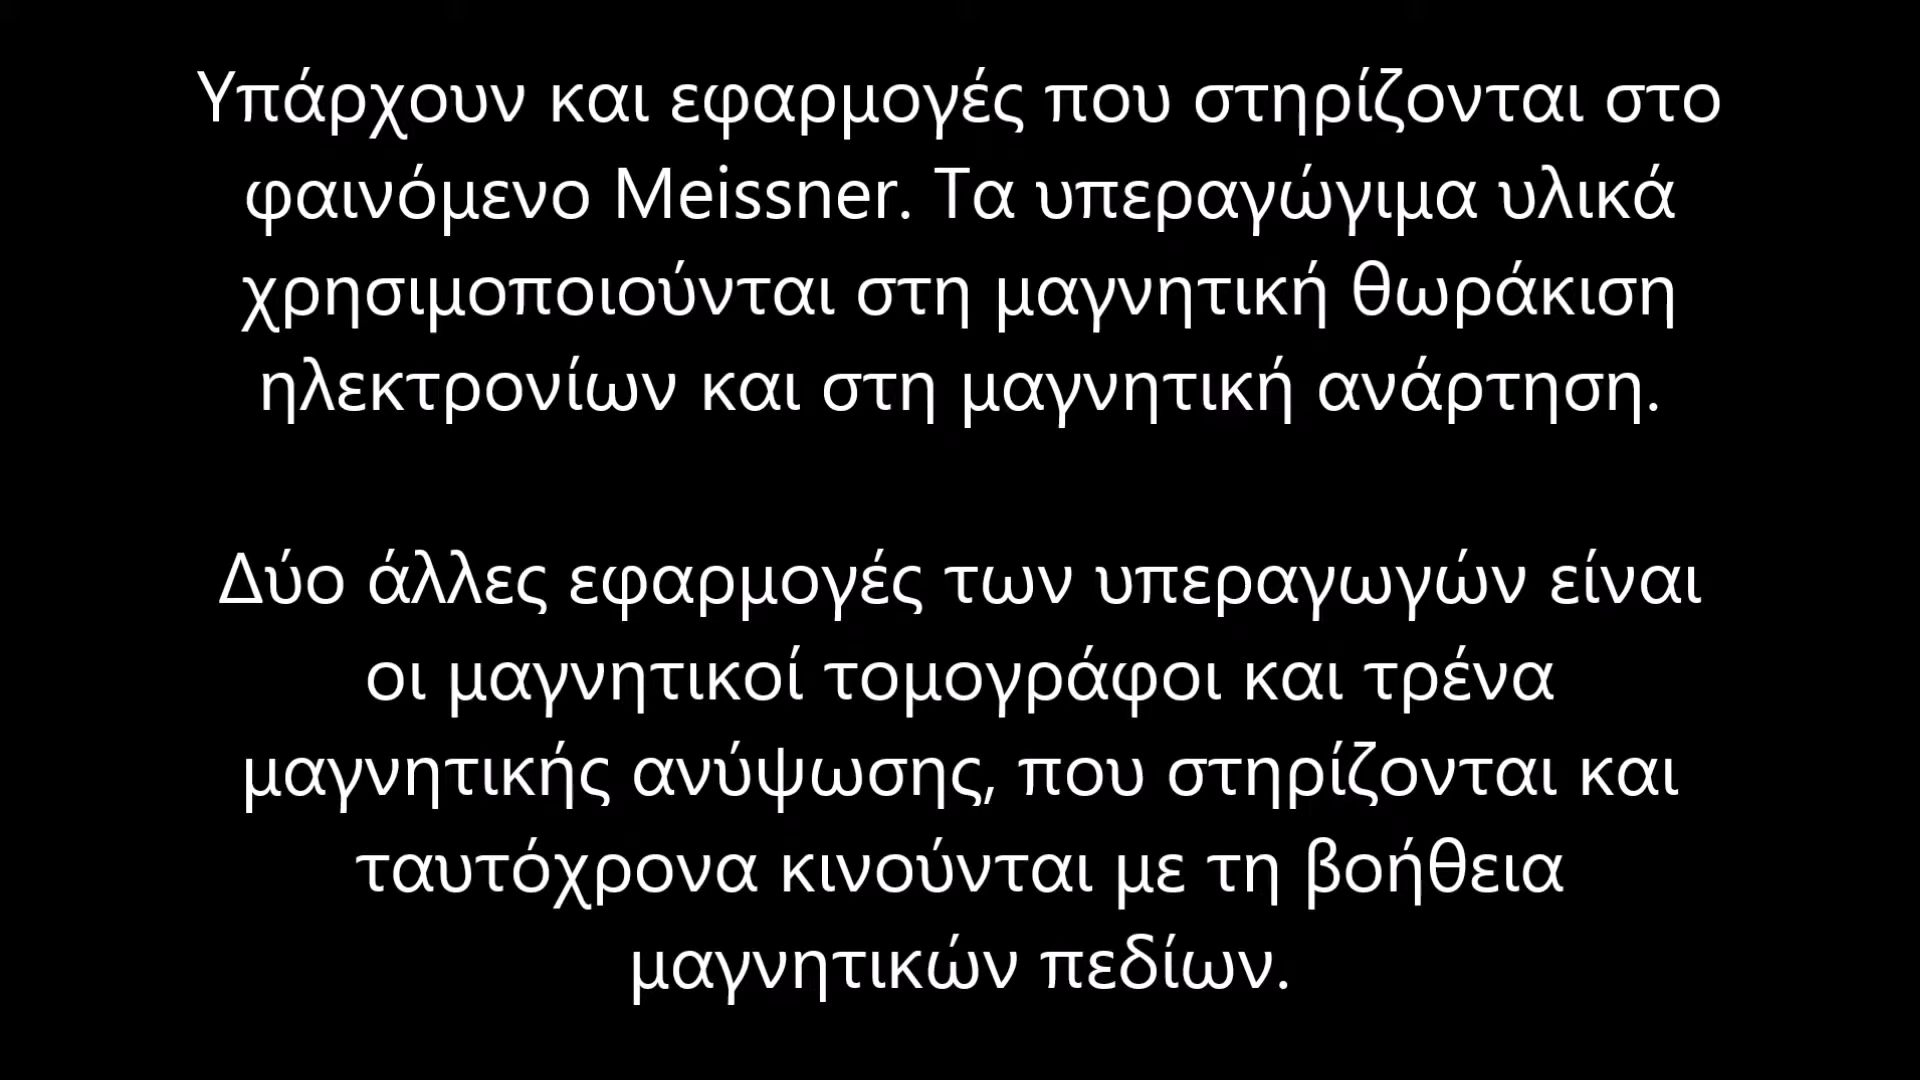 Υπάρχουν και εφαρμογές που στηρίζονται στο
φαινόμενο Meissner. Τα υπεραγώγιμα υλικά
χρησιμοποιούνται στη μαγνητική θωράκιση
ηλεκτρονίων και στη μαγνητική ανάρτηση.
Δύο άλλες εφαρμογές των υπεραγωγών είναι
οι μαγνητικοί τομογράφοι και τρένα
μαγνητικής ανύψωσης, που στηρίζονται και
ταυτόχρονα κινούνται με τη βοήθεια
μαγνητικών πεδίων.